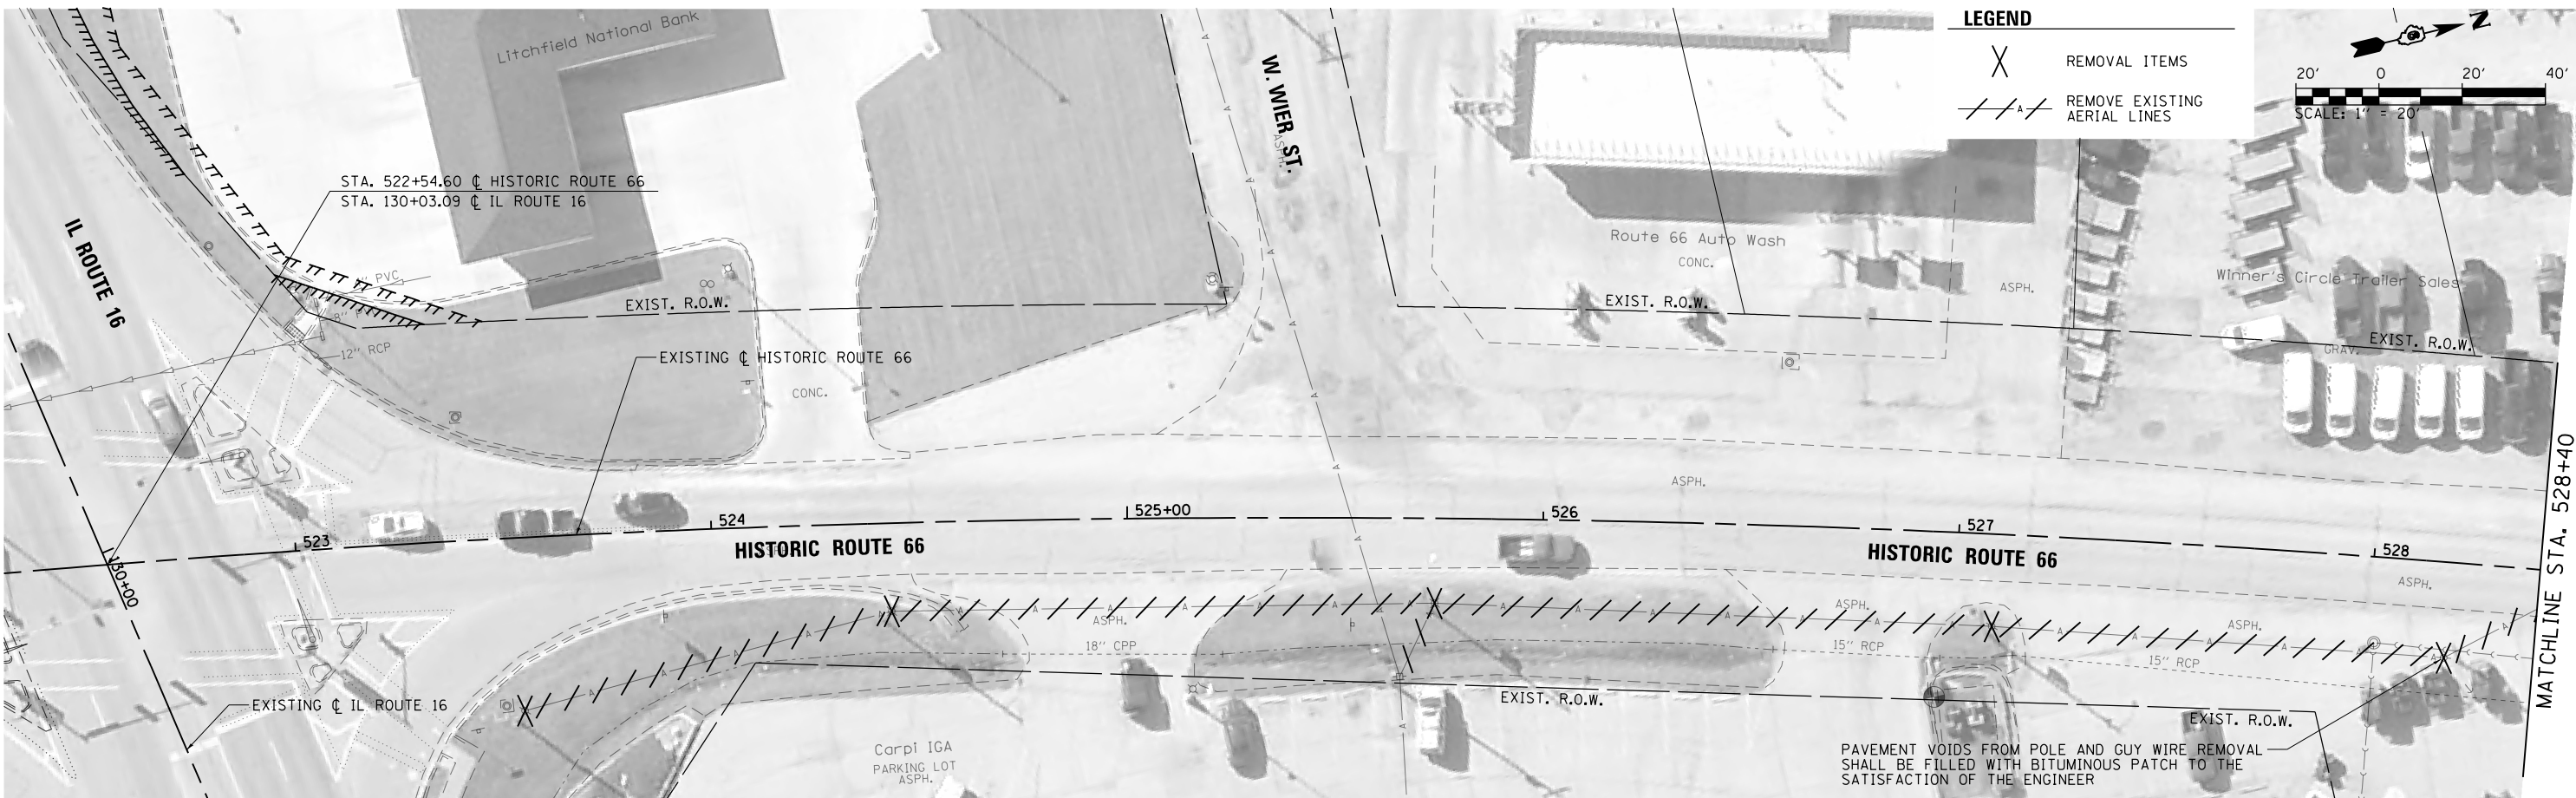 LEGEND
REMOVAL ITEMS
A
REMOVE EXISTING
AERIAL LINES
N
20' 0 20' 40'
SCALE: 1" = 20'
Litchfield National Bank
W. WIER ST.
ASPH.
STA. 522+54.60 ℄ HISTORIC ROUTE 66
STA. 130+03.09 ℄ IL ROUTE 16
IL ROUTE 16
PVC
12" RCP
EXIST. R.O.W.
EXISTING ℄ HISTORIC ROUTE 66
CONC.
Route 66 Auto Wash
CONC.
EXIST. R.O.W.
ASPH.
Winner's Circle Trailer Sales
GRAV.
EXIST. R.O.W.
ASPH.
523
524
525+00
526
527
528
HISTORIC ROUTE 66
HISTORIC ROUTE 66
130+00
ASPH.
MATCHLINE STA. 528+40
ASPH.
18" CPP
ASPH.
15" RCP
ASPH.
15" RCP
EXISTING ℄ IL ROUTE 16
EXIST. R.O.W.
EXIST. R.O.W.
Carpi IGA
PARKING LOT
ASPH.
PAVEMENT VOIDS FROM POLE AND GUY WIRE REMOVAL
SHALL BE FILLED WITH BITUMINOUS PATCH TO THE
SATISFACTION OF THE ENGINEER